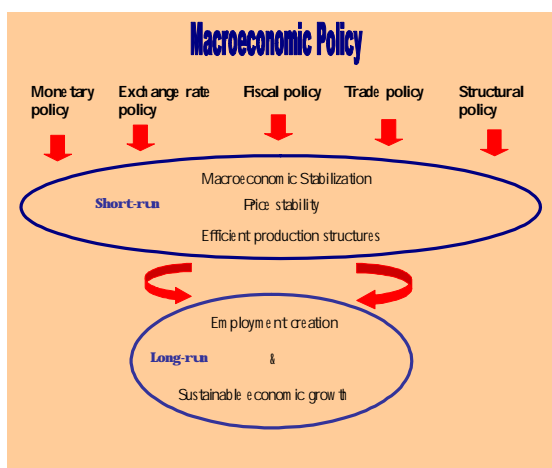 Macroeconomic Policy
Monetary policy
Exchange rate policy
Fiscal policy
Trade policy
Structural policy
Macroeconomic Stabilization
Short-run
Price stability
Efficient production structures
Employment creation
Long-run
&
Sustainable economic growth